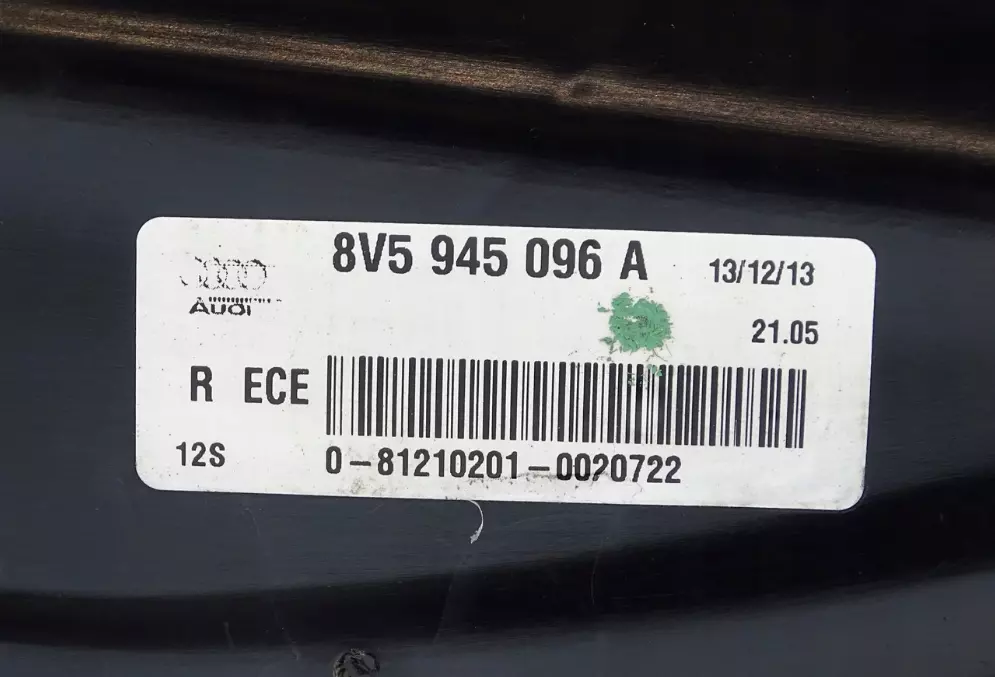 8V5 945 096 A 13/12/13
AUDI
21.05
R ECE
12S 0-81210201-0020722